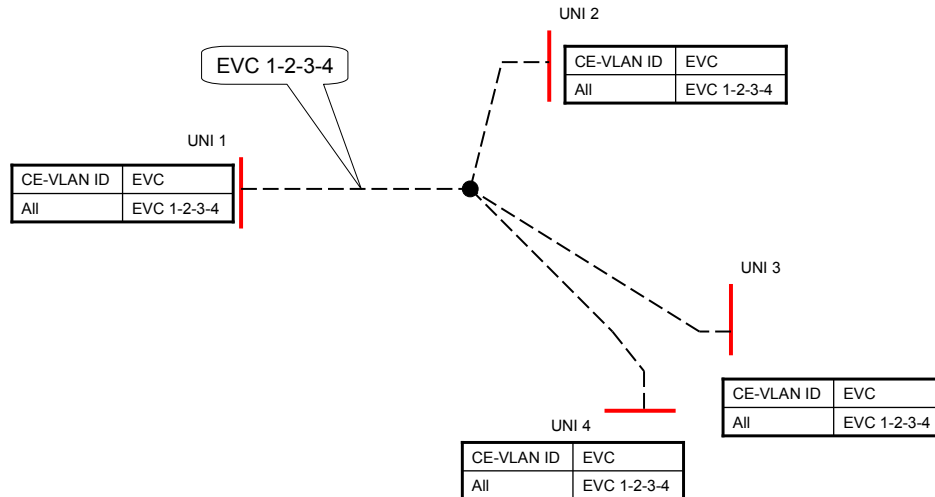 UNI 2
CE-VLAN ID EVC
All EVC 1-2-3-4
EVC 1-2-3-4
UNI 1
CE-VLAN ID EVC
All EVC 1-2-3-4
UNI 3
CE-VLAN ID EVC
All EVC 1-2-3-4
UNI 4
CE-VLAN ID EVC
All EVC 1-2-3-4